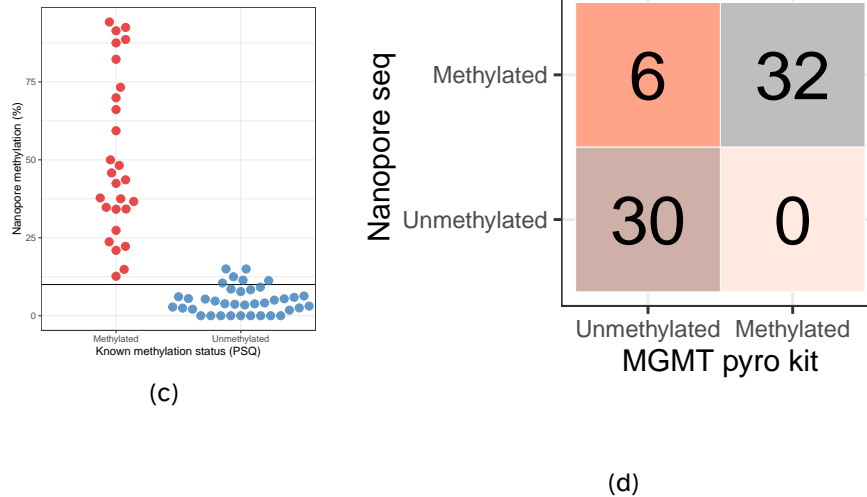 Nanopore methylation (%)
75
50
25
0
Methylated
Unmethylated
Known methylation status (PSQ)
(c)
Nanopore seq
Methylated
6
32
Unmethylated
30
0
Unmethylated
Methylated
MGMT pyro kit
(d)